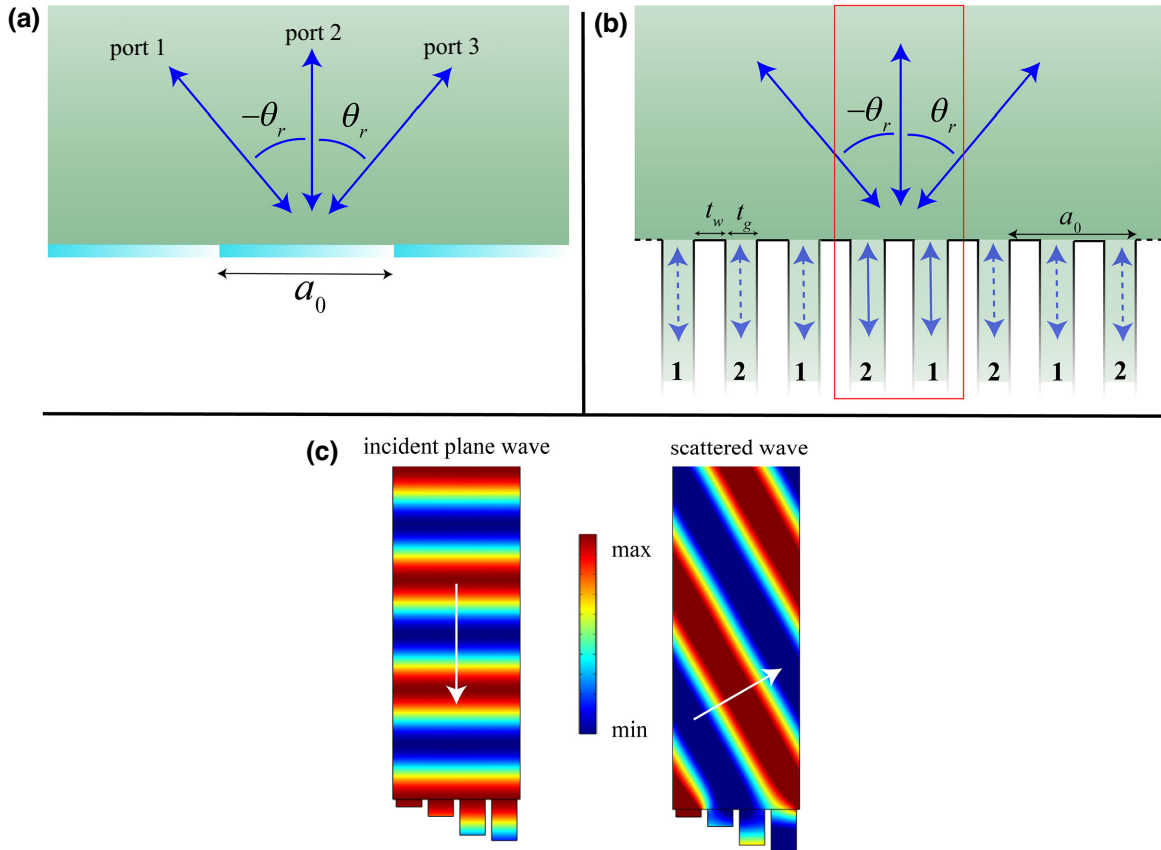 (a)
port 1
port 2
port 3
−θr
θr
a0
(b)
−θr
θr
tw
tg
a0
1
2
1
2
1
2
1
2
(c)
incident plane wave
scattered wave
max
min